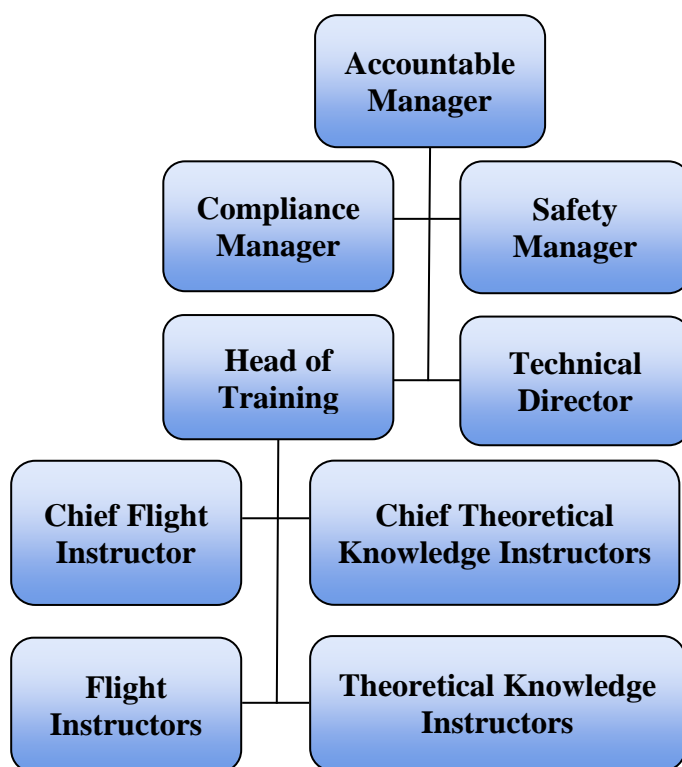 Accountable
Manager
Compliance
Manager
Safety
Manager
Head of
Training
Technical
Director
Chief Flight
Instructor
Chief Theoretical
Knowledge Instructors
Flight
Instructors
Theoretical Knowledge
Instructors